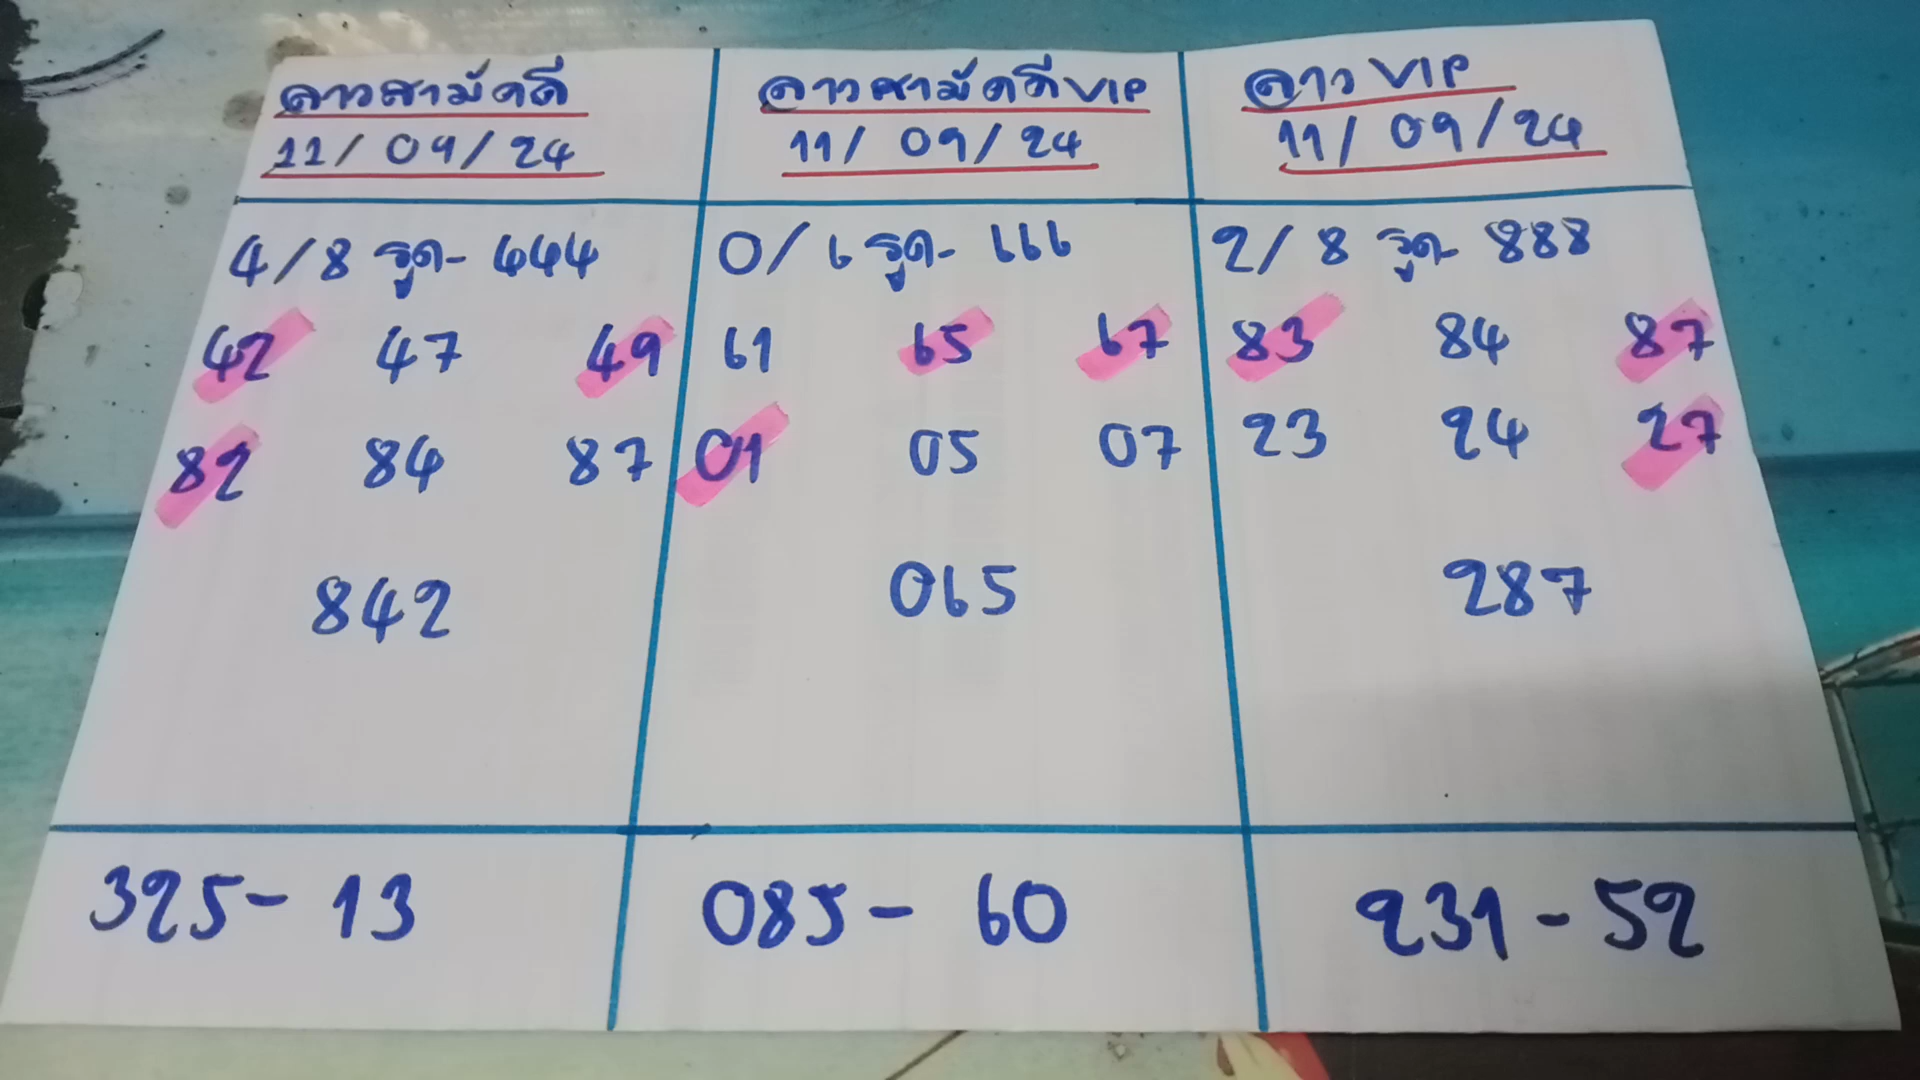 ลาวสามัคคี
11/09/24
4/8 รูด- 444
42 47 49
82 84 87
842
325- 13
ลาวสามัคคีVIP
11/ 09/24
0/6 รูด- 666
61 65 67
01 05 07
065
085- 60
ลาว VIP
11/ 09/24
2/8 รูด- 888
83 84 87
23 24 27
287
231-52